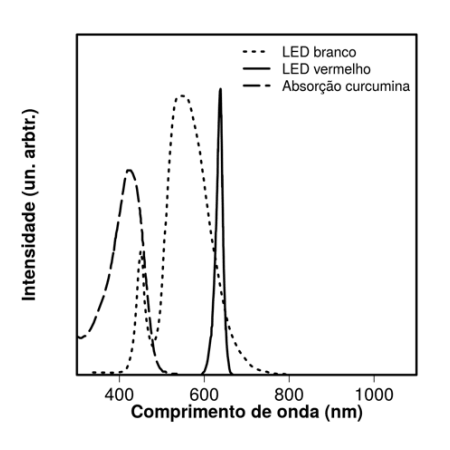 LED branco
LED vermelho
Absorção curcumina
Intensidade (un. arbtr.)
400 600 800 1000
Comprimento de onda (nm)